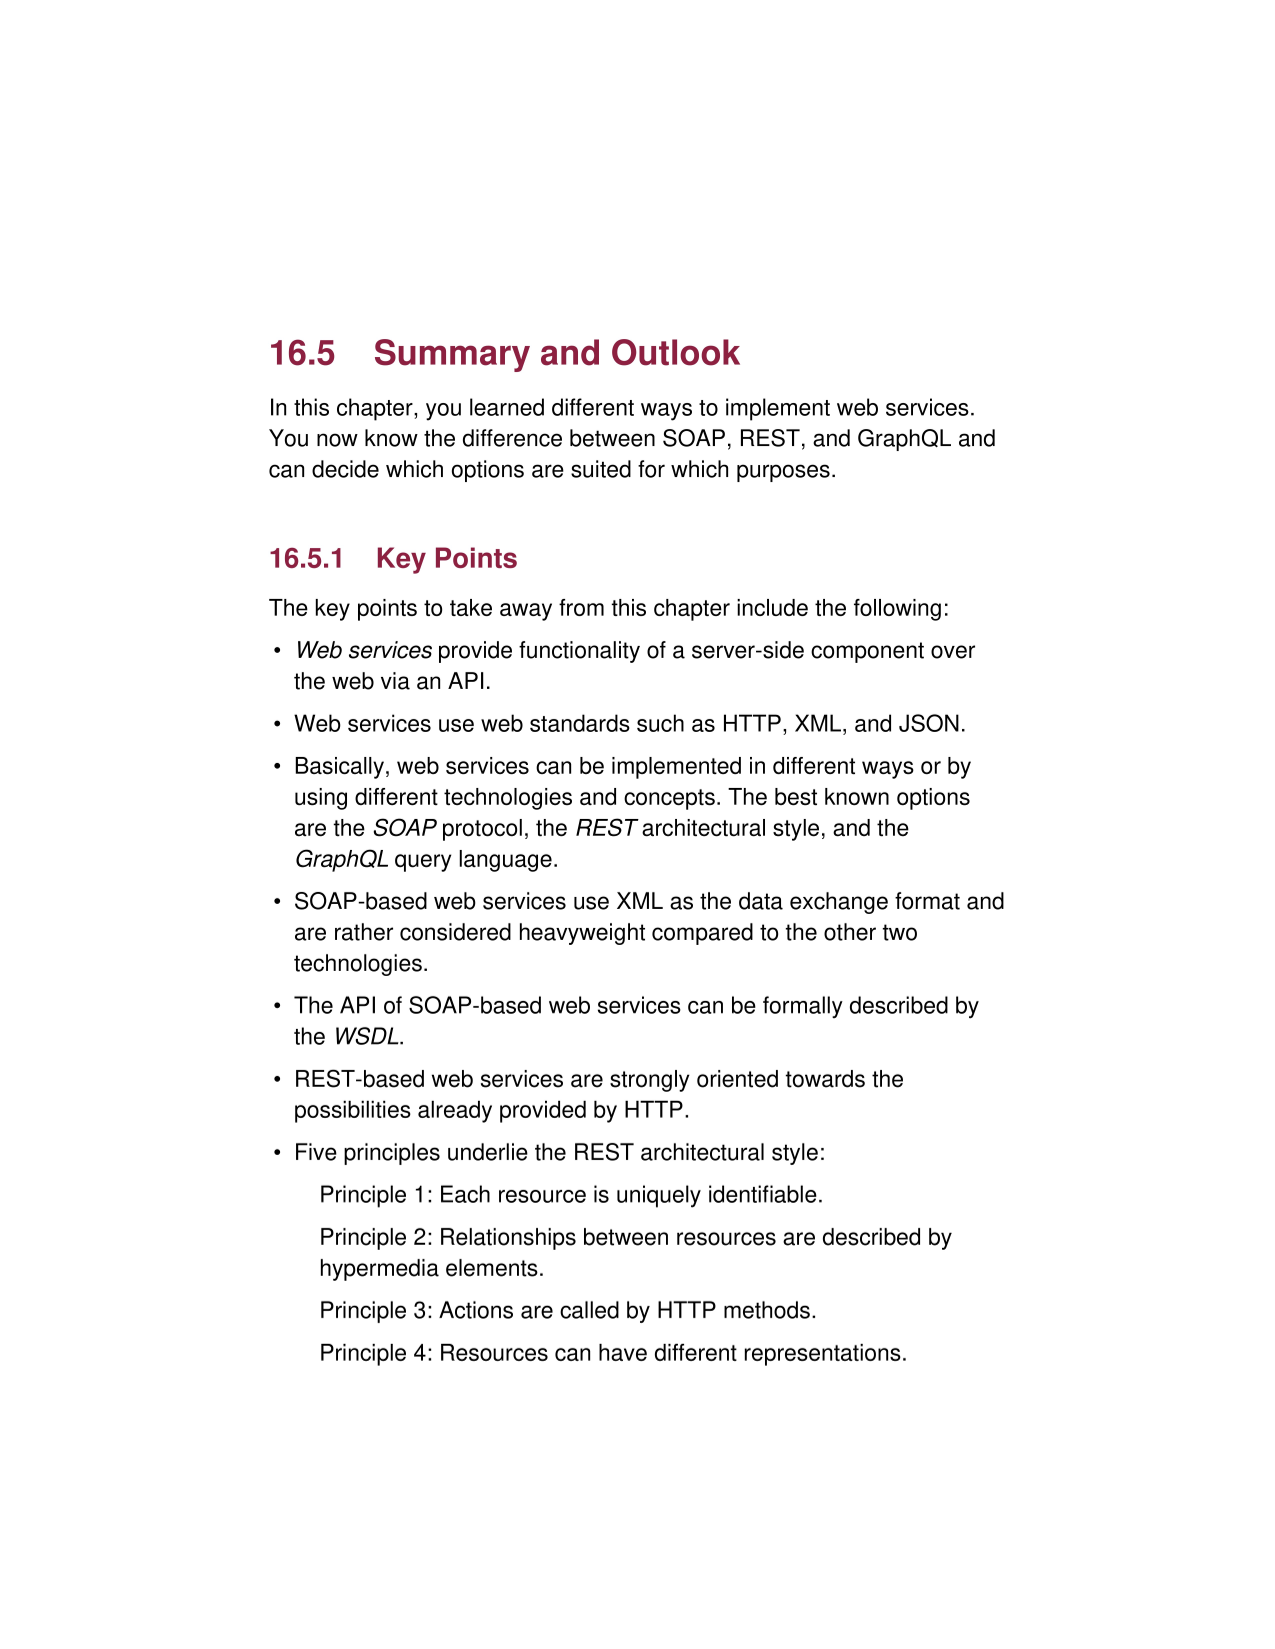 16.5 Summary and Outlook
In this chapter, you learned different ways to implement web services.
You now know the difference between SOAP, REST, and GraphQL and
can decide which options are suited for which purposes.
16.5.1 Key Points
The key points to take away from this chapter include the following:
• Web services provide functionality of a server-side component over
the web via an API.
• Web services use web standards such as HTTP, XML, and JSON.
• Basically, web services can be implemented in different ways or by
using different technologies and concepts. The best known options
are the SOAP protocol, the REST architectural style, and the
GraphQL query language.
• SOAP-based web services use XML as the data exchange format and
are rather considered heavyweight compared to the other two
technologies.
• The API of SOAP-based web services can be formally described by
the WSDL.
• REST-based web services are strongly oriented towards the
possibilities already provided by HTTP.
• Five principles underlie the REST architectural style:
Principle 1: Each resource is uniquely identifiable.
Principle 2: Relationships between resources are described by
hypermedia elements.
Principle 3: Actions are called by HTTP methods.
Principle 4: Resources can have different representations.